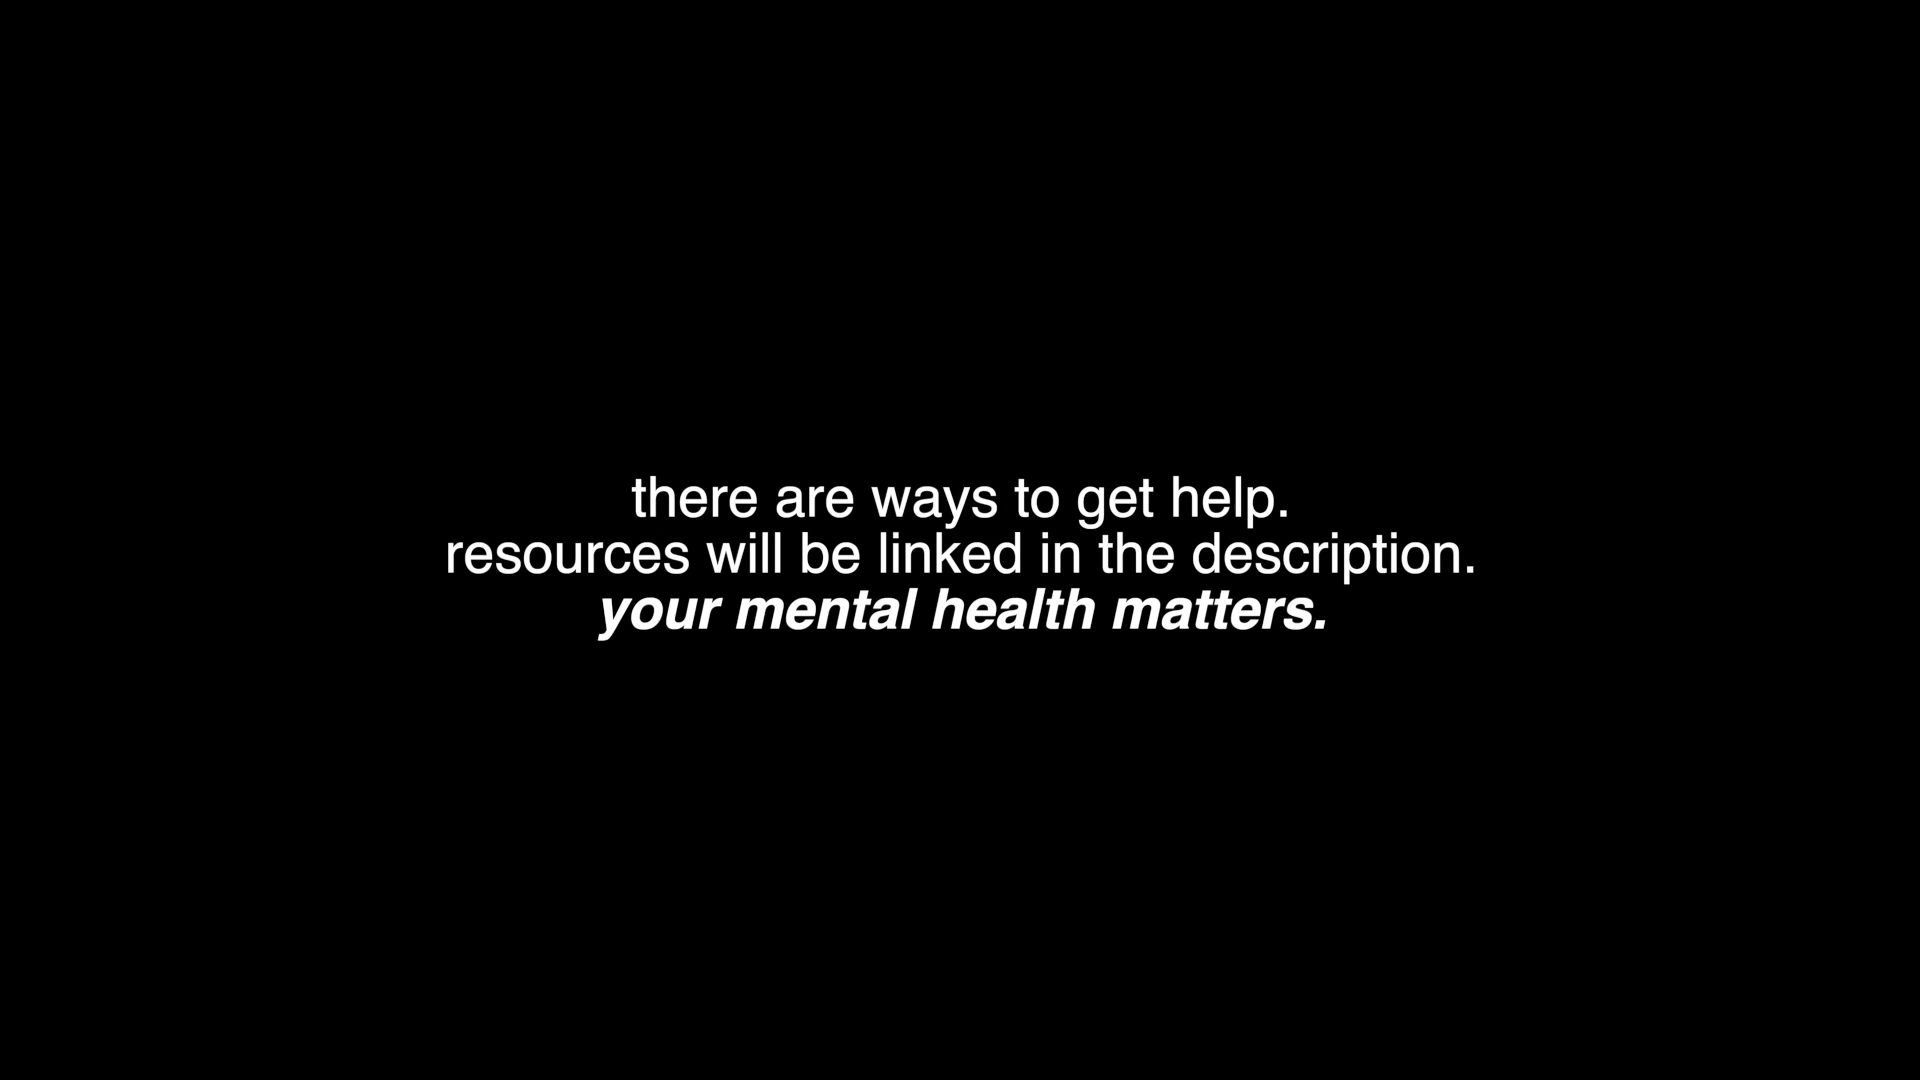 there are ways to get help.
resources will be linked in the description.
your mental health matters.